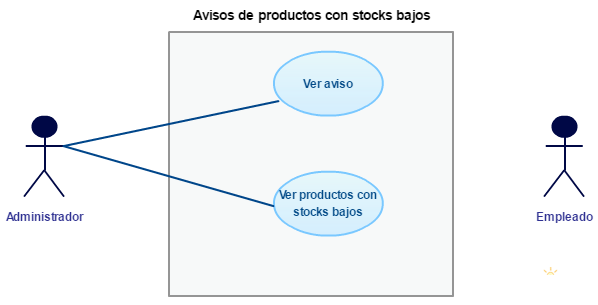 Avisos de productos con stocks bajos
Ver aviso
Ver productos con
stocks bajos
Administrador
Empleado